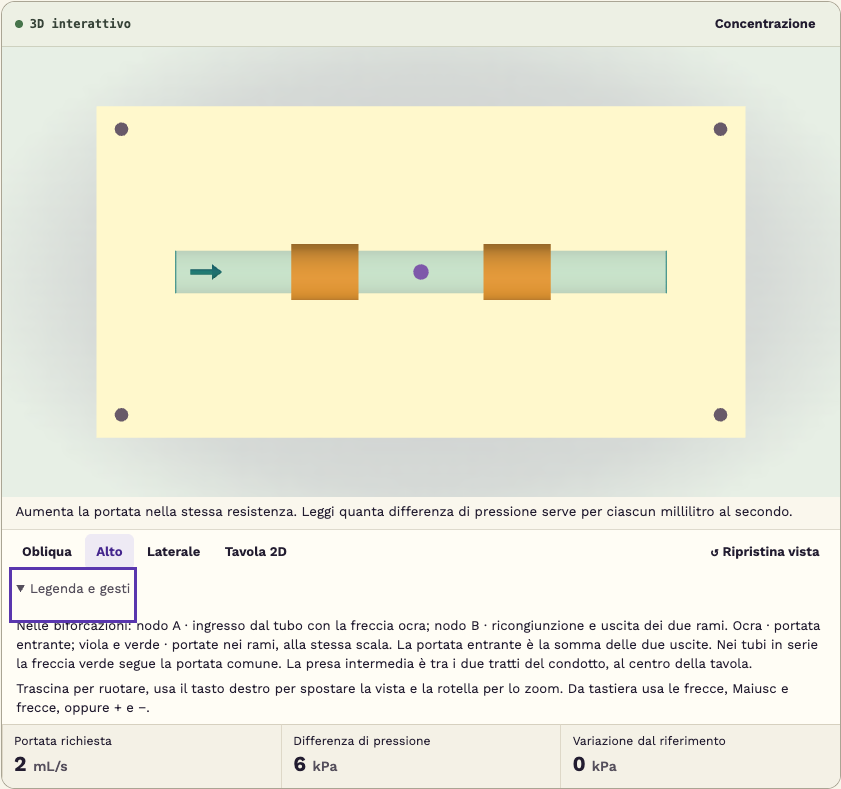 3D interattivo
Concentrazione
Aumenta la portata nella stessa resistenza. Leggi quanta differenza di pressione serve per ciascun millilitro al secondo.
Obliqua Alto Laterale Tavola 2D ↺ Ripristina vista
▼ Legenda e gesti
Nelle biforcazioni: nodo A · ingresso dal tubo con la freccia ocra; nodo B · ricongiunzione e uscita dei due rami. Ocra · portata
entrante; viola e verde · portate nei rami, alla stessa scala. La portata entrante è la somma delle due uscite. Nei tubi in serie
la freccia verde segue la portata comune. La presa intermedia è tra i due tratti del condotto, al centro della tavola.
Trascina per ruotare, usa il tasto destro per spostare la vista e la rotella per lo zoom. Da tastiera usa le frecce, Maiusc e
frecce, oppure + e −.
Portata richiesta
2 mL/s
Differenza di pressione
6 kPa
Variazione dal riferimento
0 kPa